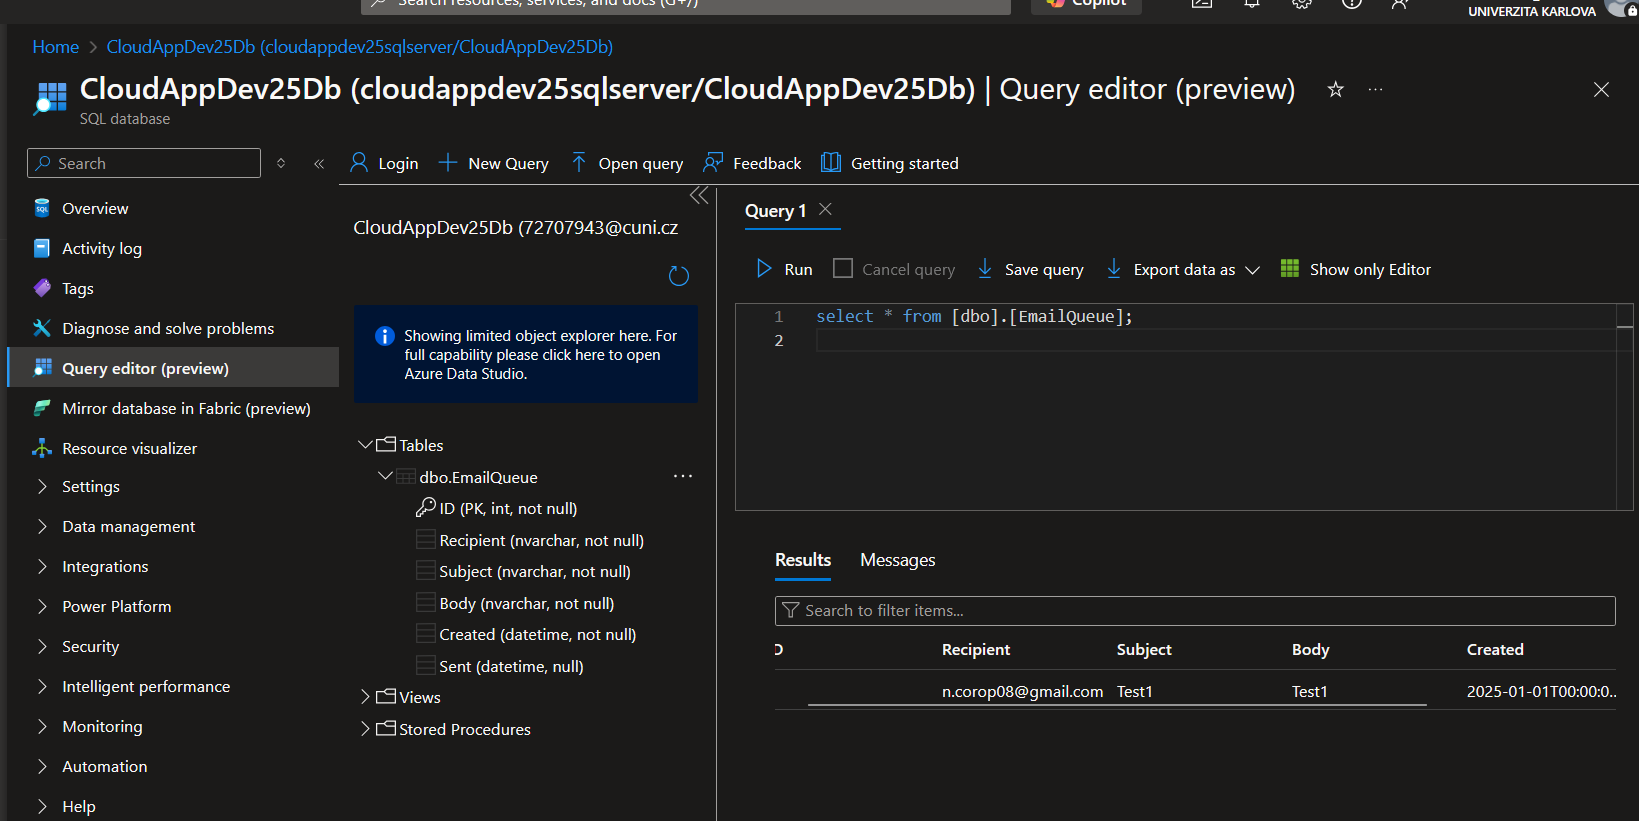 Search resources, services, and docs (G+/)
Copilot
UNIVERZITA KARLOVA
Home > CloudAppDev25Db (cloudappdev25sqlserver/CloudAppDev25Db)
CloudAppDev25Db (cloudappdev25sqlserver/CloudAppDev25Db) | Query editor (preview)
SQL database
Search
Login
New Query
Open query
Feedback
Getting started
Overview
Activity log
Tags
Diagnose and solve problems
Query editor (preview)
Mirror database in Fabric (preview)
Resource visualizer
Settings
Data management
Integrations
Power Platform
Security
Intelligent performance
Monitoring
Automation
Help
CloudAppDev25Db (72707943@cuni.cz
Showing limited object explorer here. For
full capability please click here to open
Azure Data Studio.
Tables
dbo.EmailQueue
ID (PK, int, not null)
Recipient (nvarchar, not null)
Subject (nvarchar, not null)
Body (nvarchar, not null)
Created (datetime, not null)
Sent (datetime, null)
Views
Stored Procedures
Query 1
Run
Cancel query
Save query
Export data as
Show only Editor
1 select * from [dbo].[EmailQueue];
2
Results Messages
Search to filter items...
D Recipient Subject Body Created
n.corop08@gmail.com Test1 Test1 2025-01-01T00:00:0..